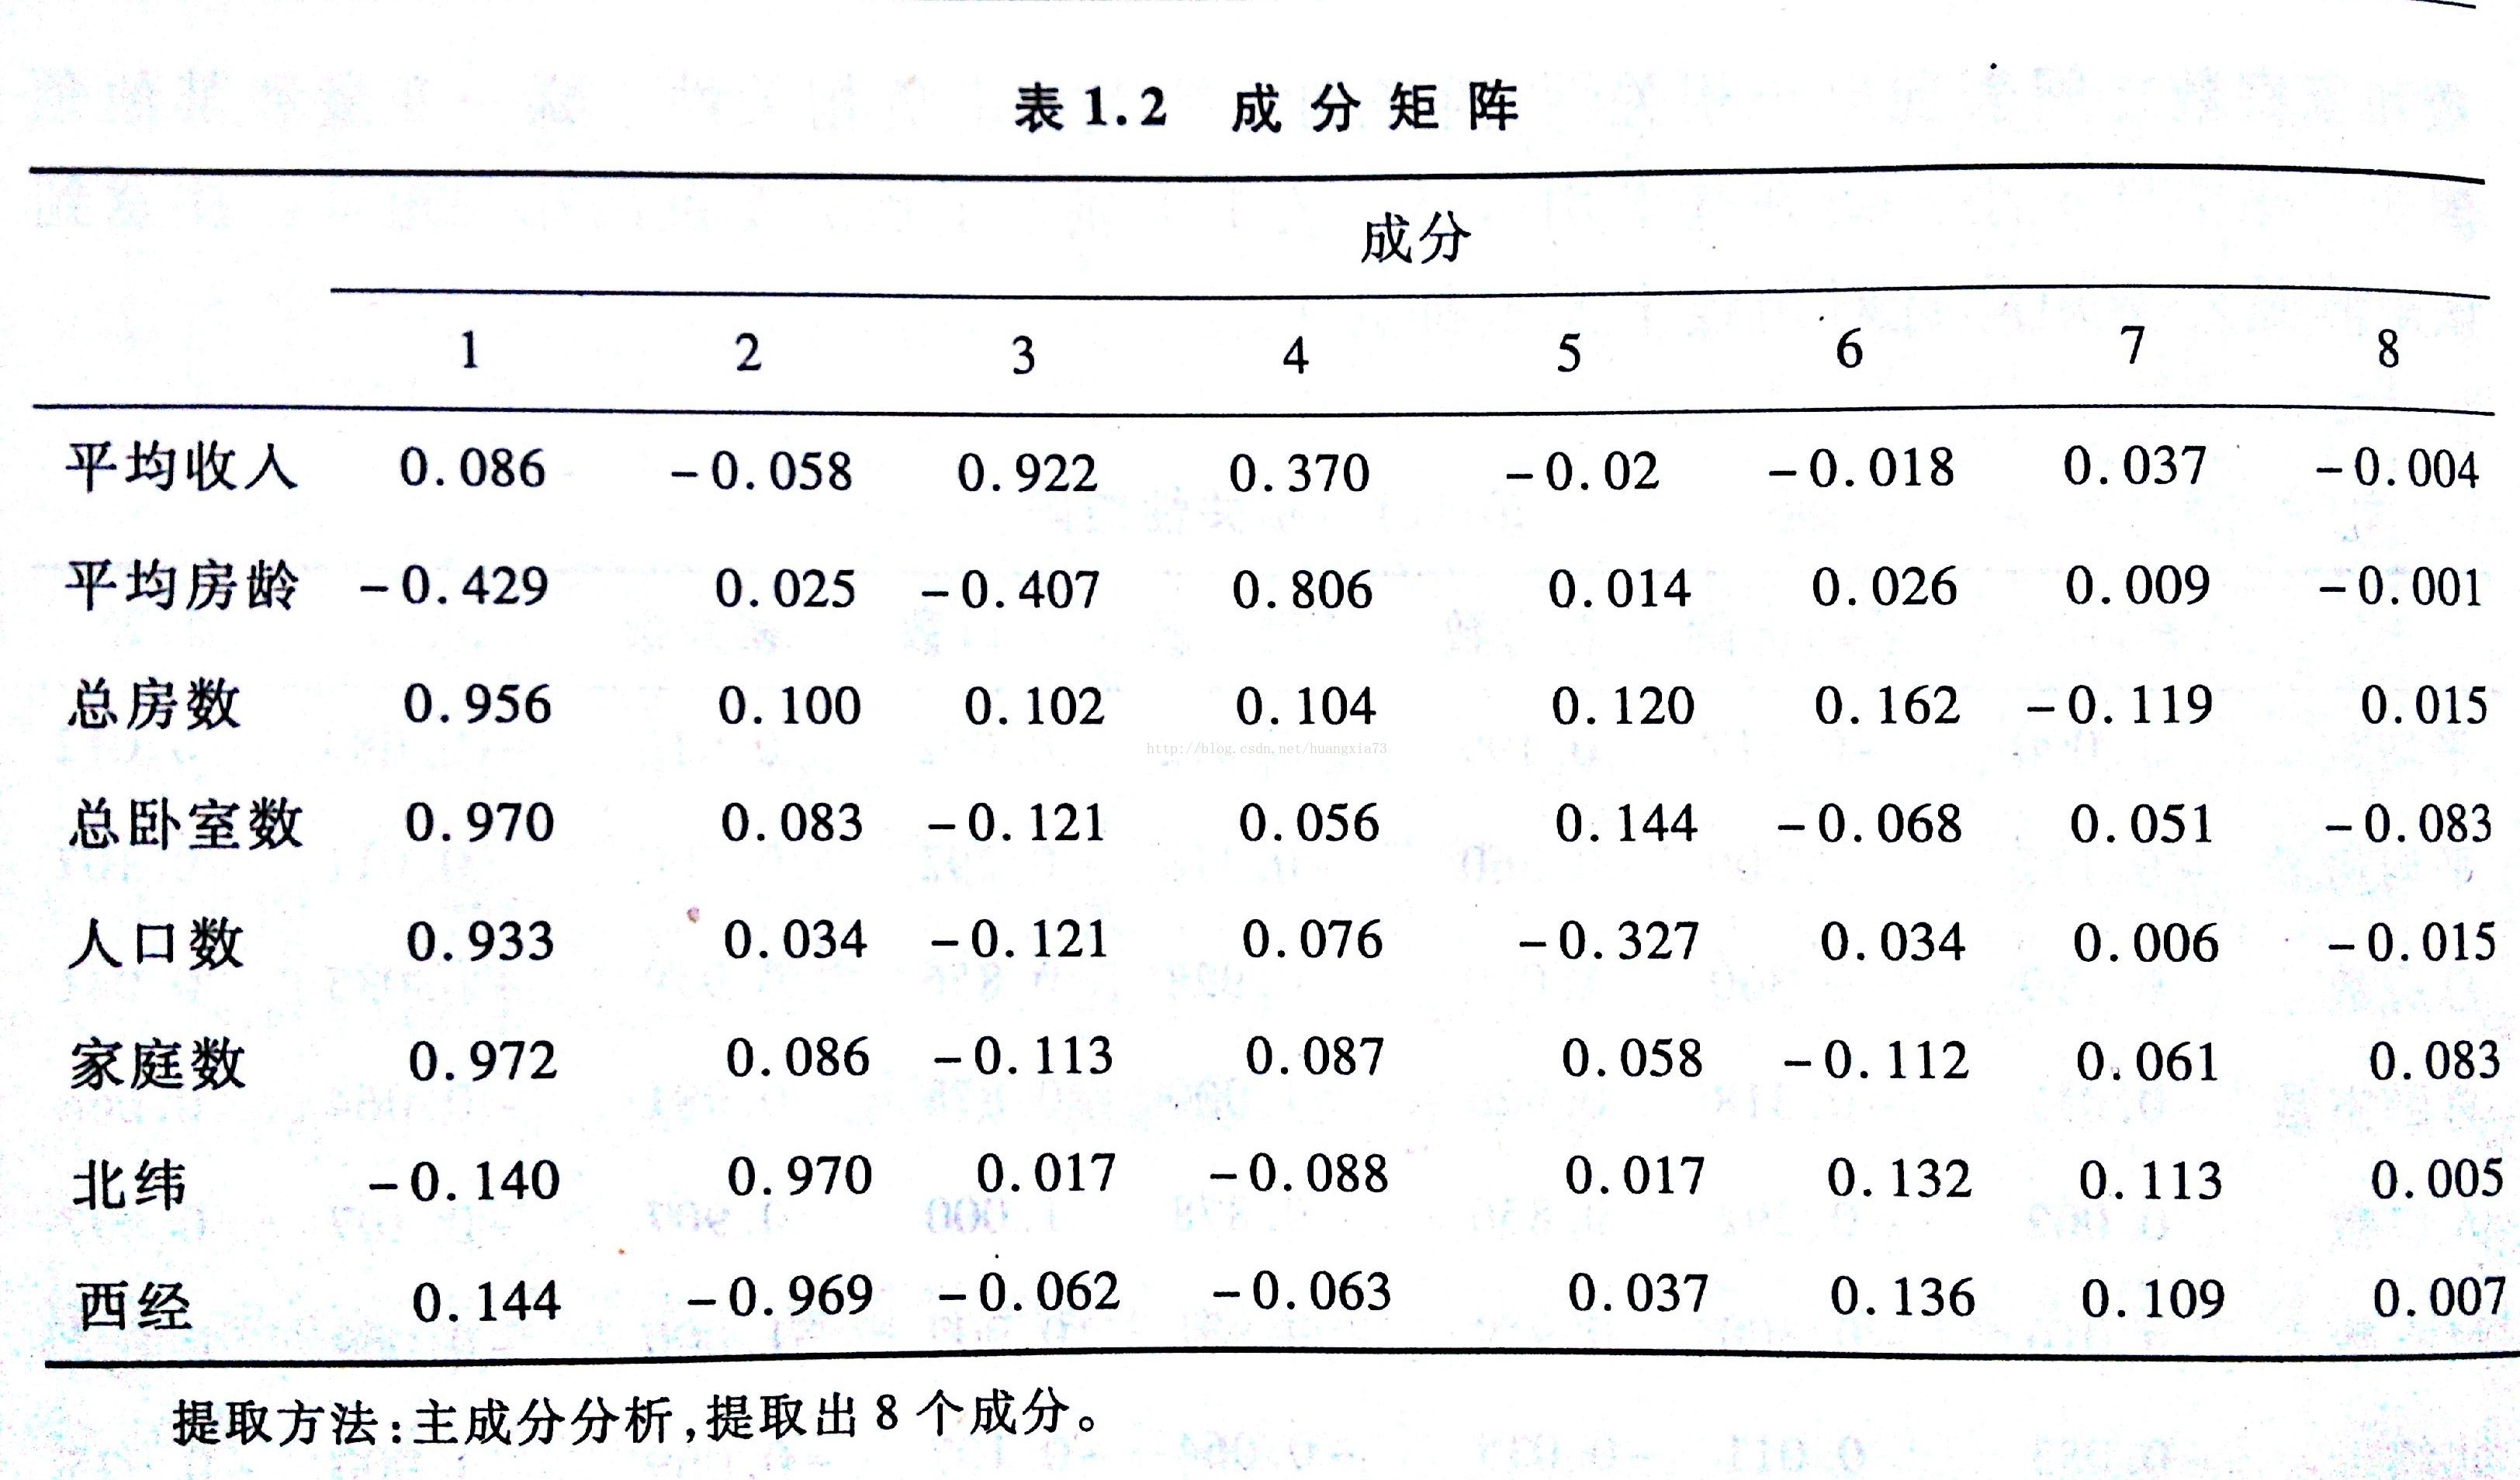 表1.2 成分矩阵
成分
1 2 3 4 5 6 7 8
平均收入 0.086 -0.058 0.922 0.370 -0.02 -0.018 0.037 -0.004
平均房龄 -0.429 0.025 -0.407 0.806 0.014 0.026 0.009 -0.001
总房数 0.956 0.100 0.102 0.104 0.120 0.162 -0.119 0.015
http://blog.csdn.net/huangxia73
总卧室数 0.970 0.083 -0.121 0.056 0.144 -0.068 0.051 -0.083
人口数 0.933 0.034 -0.121 0.076 -0.327 0.034 0.006 -0.015
家庭数 0.972 0.086 -0.113 0.087 0.058 -0.112 0.061 0.083
北纬 -0.140 0.970 0.017 -0.088 0.017 0.132 0.113 0.005
西经 0.144 -0.969 -0.062 -0.063 0.037 0.136 0.109 0.007
提取方法:主成分分析,提取出8个成分。